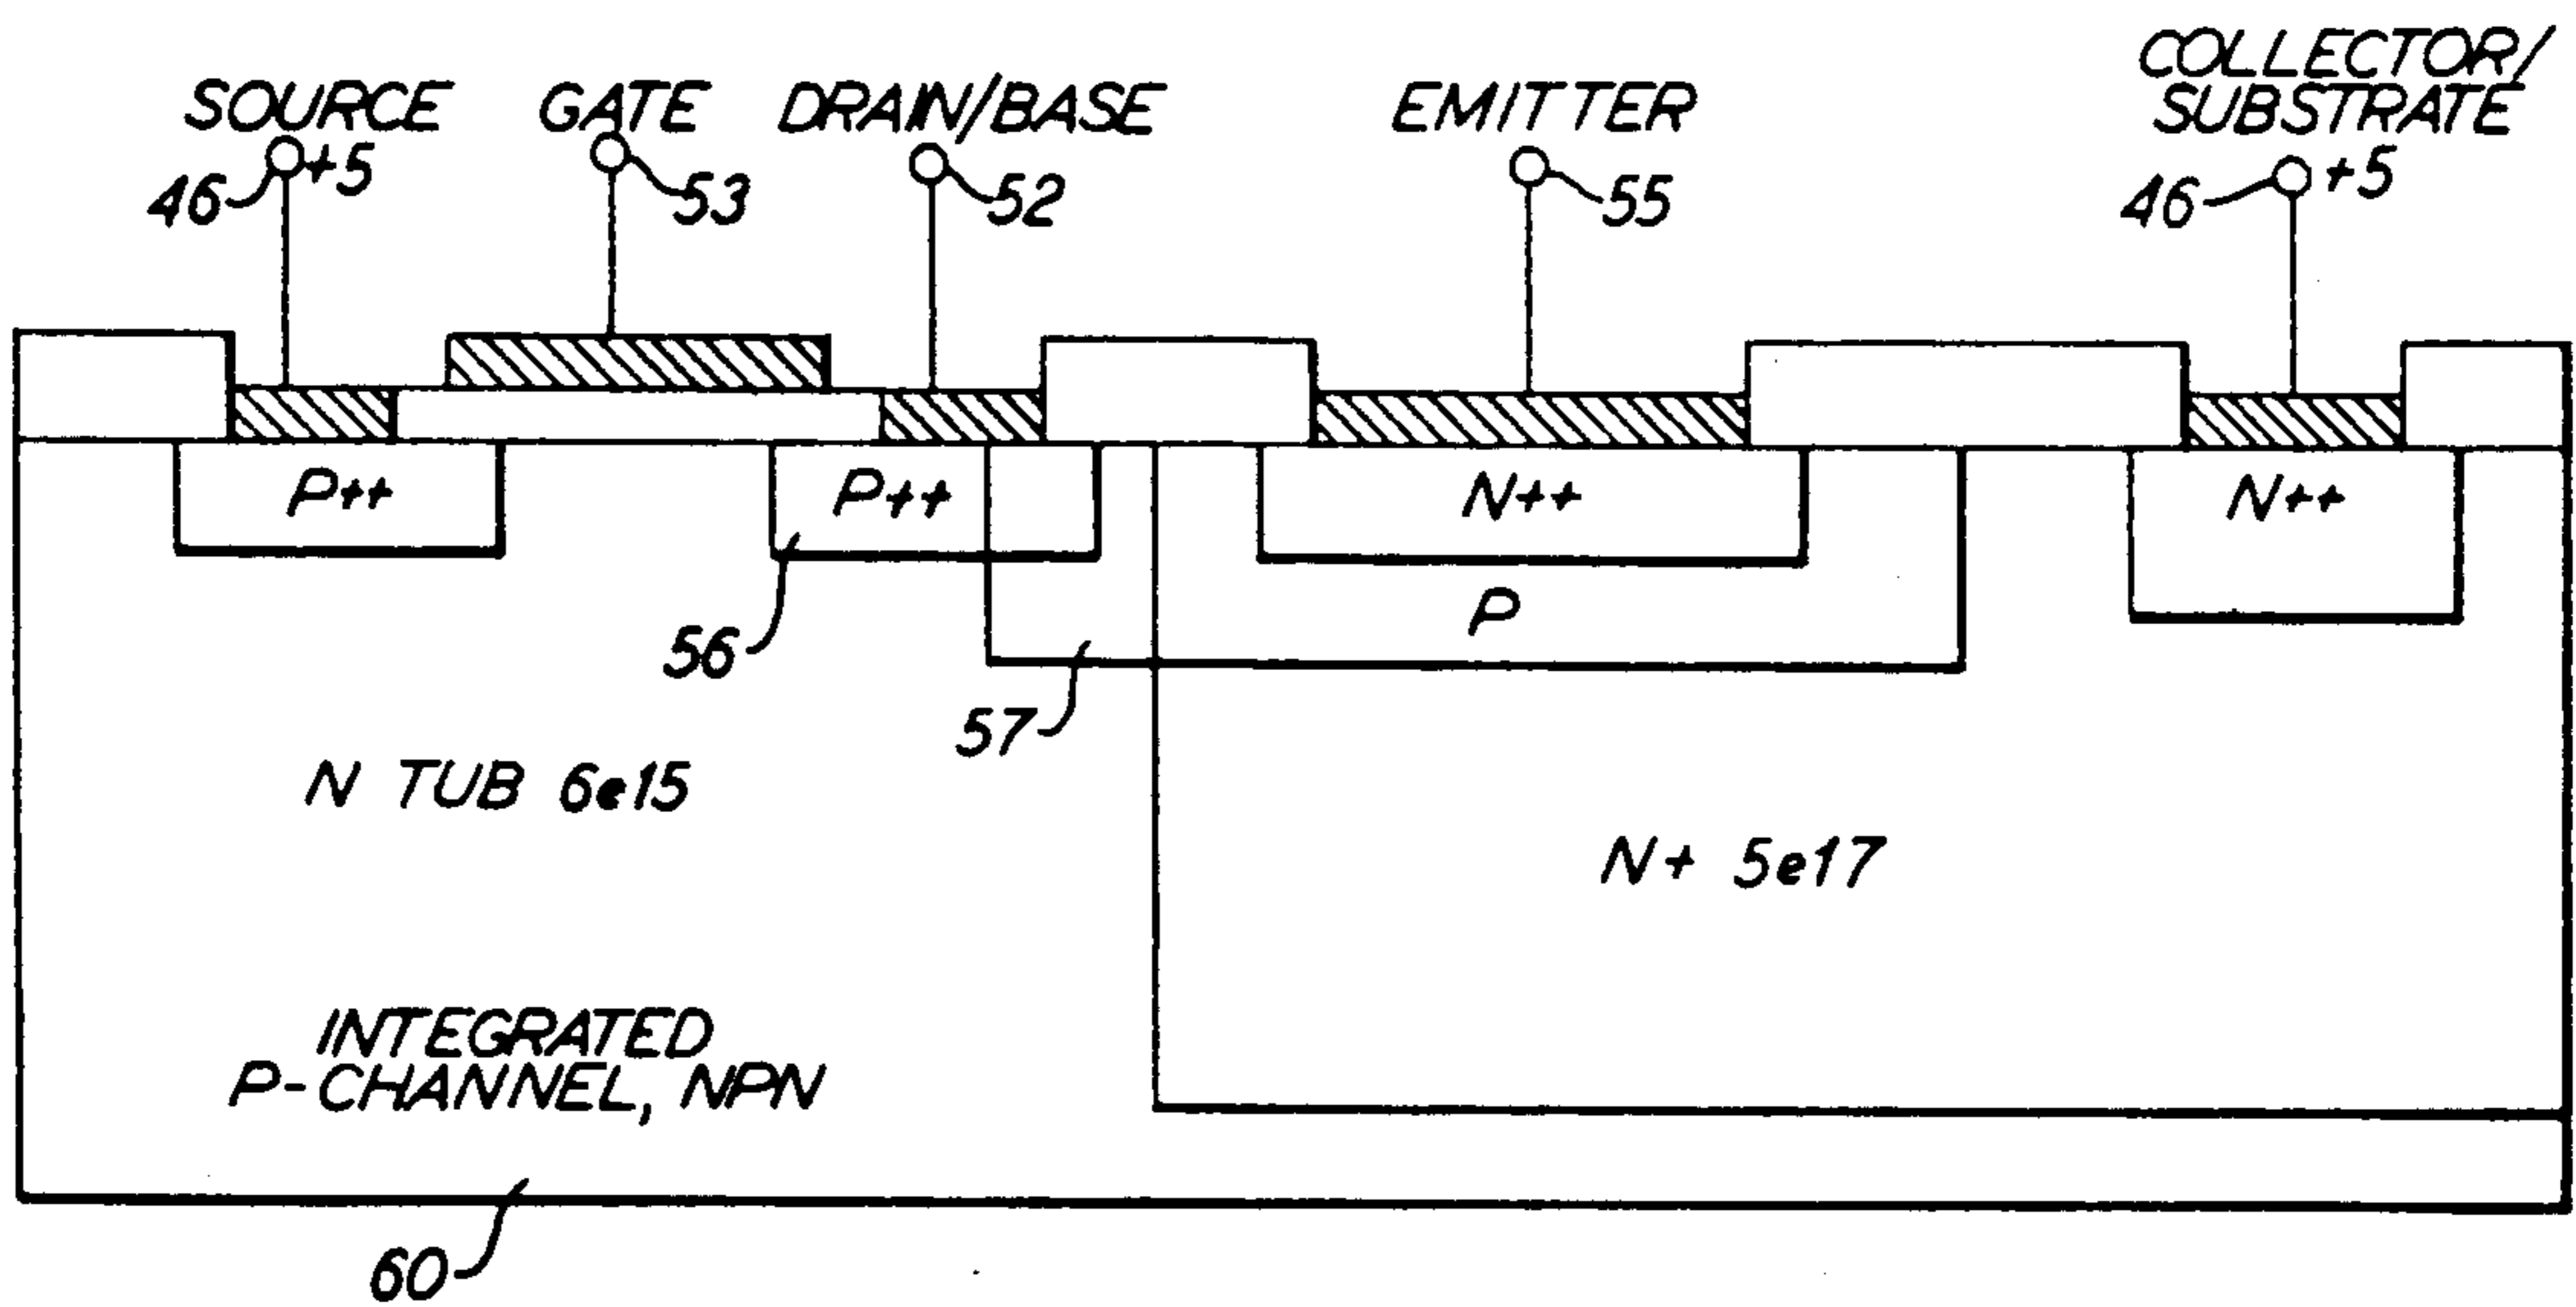 COLLECTOR/
SUBSTRATE
SOURCE
GATE
DRAIN/BASE
EMITTER
46
+5
53
52
55
46
+5
P++
P++
N++
N++
P
56
57
N TUB 6e15
N+ 5e17
INTEGRATED
P-CHANNEL, NPN
60